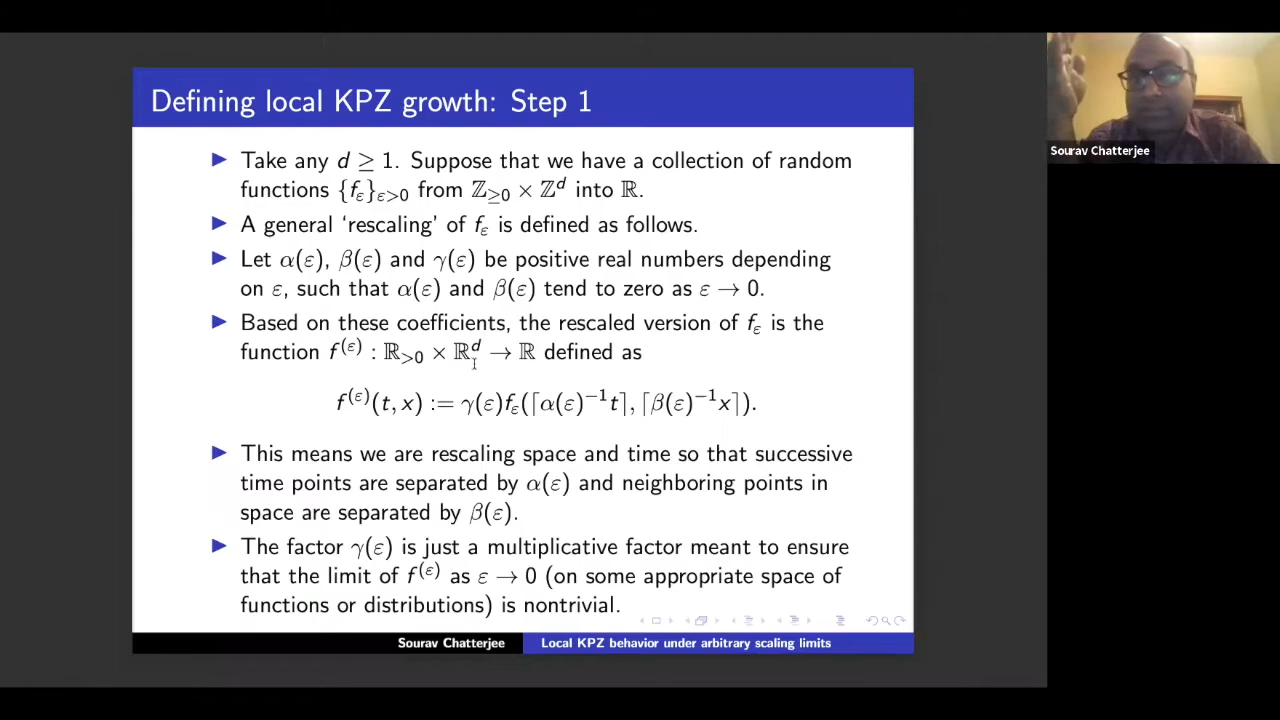 Defining local KPZ growth: Step 1
▶ Take any d ≥ 1. Suppose that we have a collection of random
functions {f_ε}_{ε>0} from ℤ_{≥0} × ℤ^d into ℝ.
▶ A general ‘rescaling’ of f_ε is defined as follows.
▶ Let α(ε), β(ε) and γ(ε) be positive real numbers depending
on ε, such that α(ε) and β(ε) tend to zero as ε → 0.
▶ Based on these coefficients, the rescaled version of f_ε is the
function f^{(ε)} : ℝ_{>0} × ℝ^d → ℝ defined as
f^{(ε)}(t, x) := γ(ε)f_ε(⌈α(ε)^{−1}t⌉, ⌈β(ε)^{−1}x⌉).
▶ This means we are rescaling space and time so that successive
time points are separated by α(ε) and neighboring points in
space are separated by β(ε).
▶ The factor γ(ε) is just a multiplicative factor meant to ensure
that the limit of f^{(ε)} as ε → 0 (on some appropriate space of
functions or distributions) is nontrivial.
Sourav Chatterjee Local KPZ behavior under arbitrary scaling limits
Sourav Chatterjee